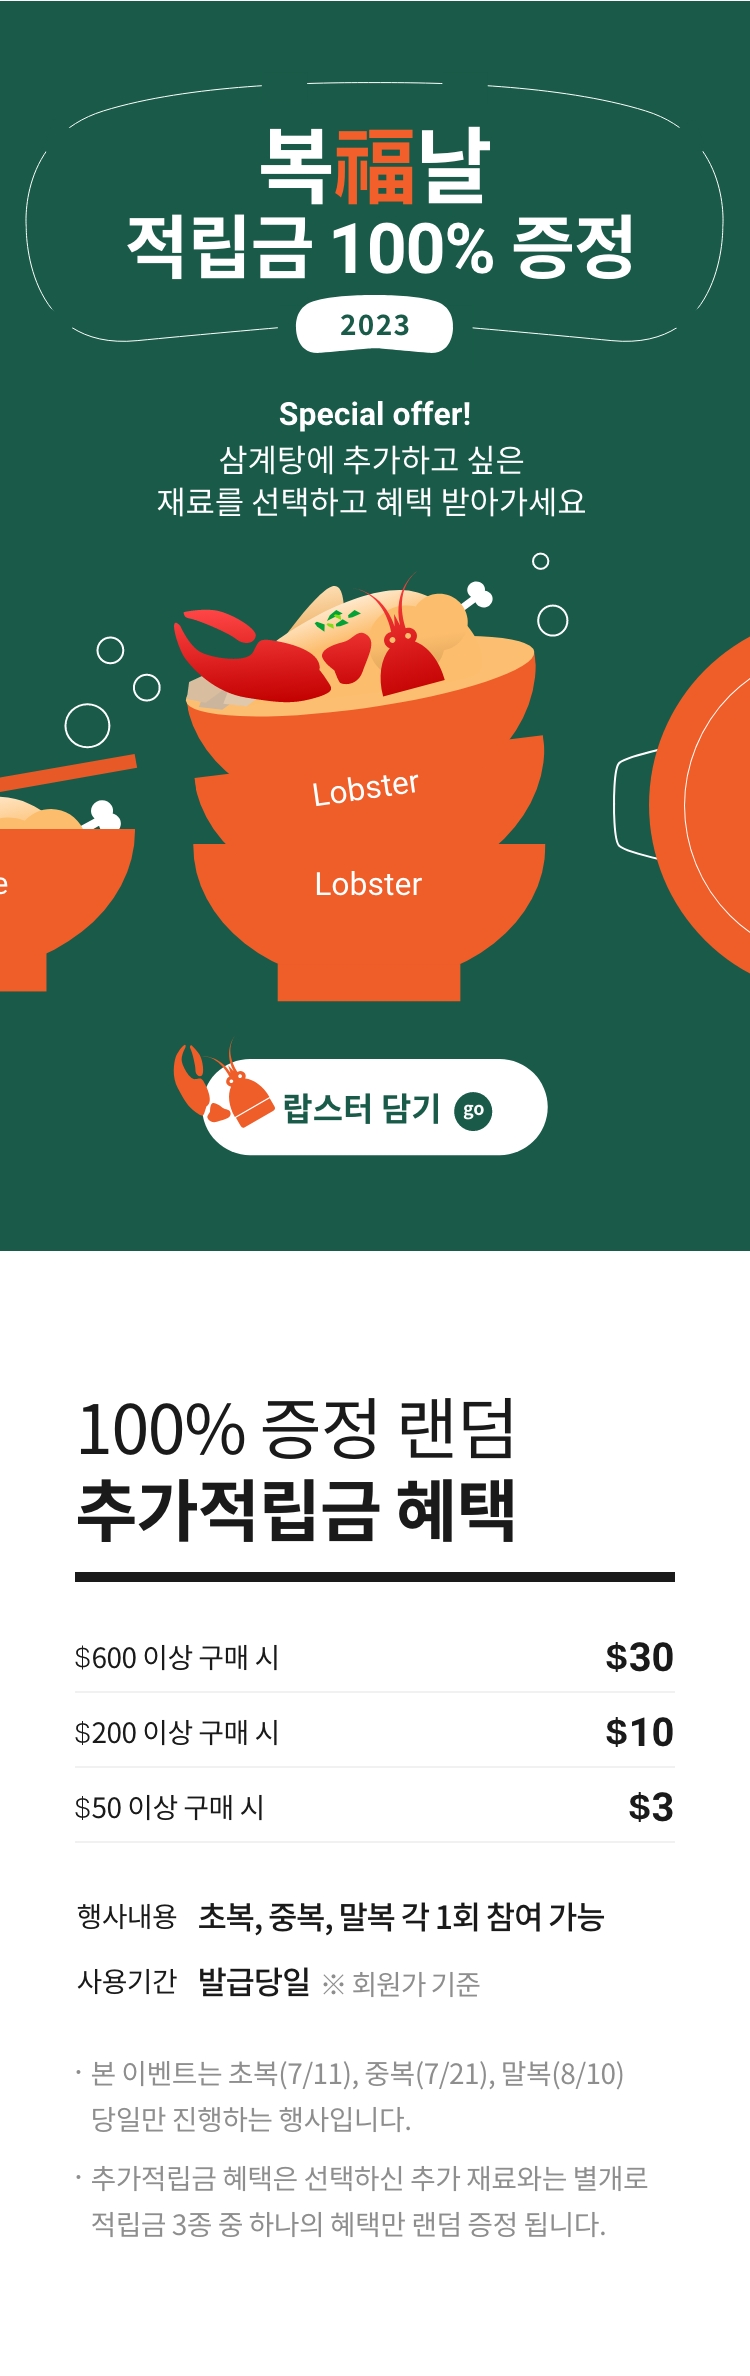 복福날
적립금 100% 증정
2023
Special offer!
삼계탕에 추가하고 싶은
재료를 선택하고 혜택 받아가세요
Lobster
e
Lobster
랍스터 담기 go
100% 증정 랜덤
추가적립금 혜택
$600 이상 구매 시 $30
$200 이상 구매 시 $10
$50 이상 구매 시 $3
행사내용 초복, 중복, 말복 각 1회 참여 가능
사용기간 발급당일 ※ 회원가 기준
· 본 이벤트는 초복(7/11), 중복(7/21), 말복(8/10)
당일만 진행하는 행사입니다.
· 추가적립금 혜택은 선택하신 추가 재료와는 별개로
적립금 3종 중 하나의 혜택만 랜덤 증정 됩니다.